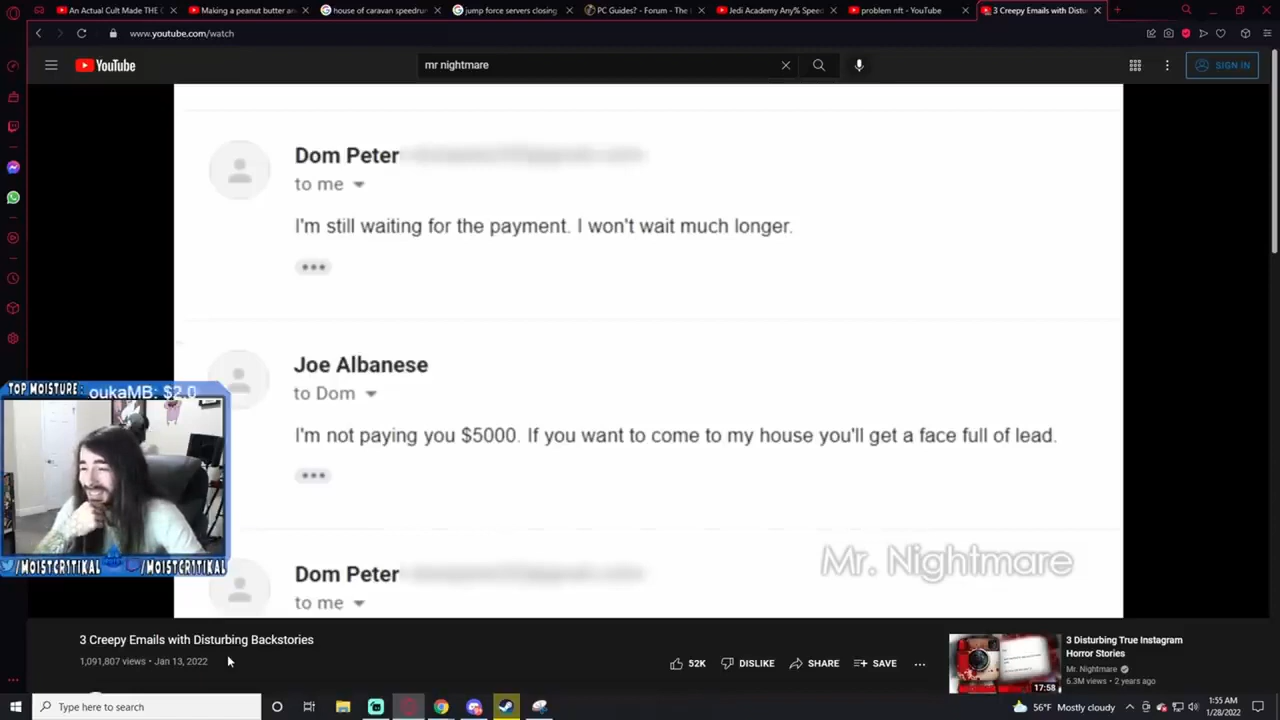 An Actual Cult Made THE
Making a peanut butter an
house of caravan speedrun
jump force servers closing
PC Guides? - Forum - The
Jedi Academy Any% Speed
problem nft - YouTube
3 Creepy Emails with Distu
www.youtube.com/watch
YouTube
mr nightmare
SIGN IN
Dom Peter
to me
I'm still waiting for the payment. I won't wait much longer.
Joe Albanese
to Dom
I'm not paying you $5000. If you want to come to my house you'll get a face full of lead.
TOP MOISTURE: oukaMB: $2.0
/MOISTCR1TIKAL /MOISTCR1TIKAL
Dom Peter
to me
Mr. Nightmare
3 Creepy Emails with Disturbing Backstories
1,091,807 views • Jan 13, 2022
52K DISLIKE SHARE SAVE
3 Disturbing True Instagram
Horror Stories
Mr. Nightmare
6.3M views • 2 years ago
17:58
Type here to search
56°F Mostly cloudy
1:55 AM
1/28/2022